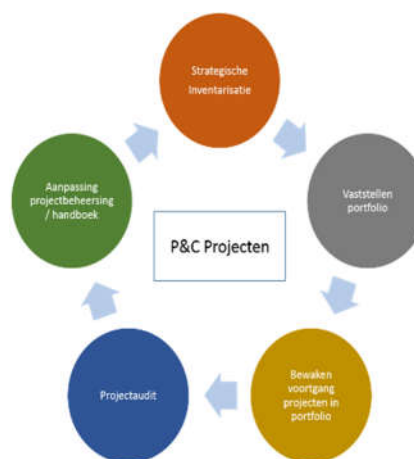 Strategische
Inventarisatie
Vaststellen
portfolio
Bewaken
voortgang
projecten in
portfolio
Projectaudit
Aanpassing
projectbeheersing
/ handboek
P&C Projecten